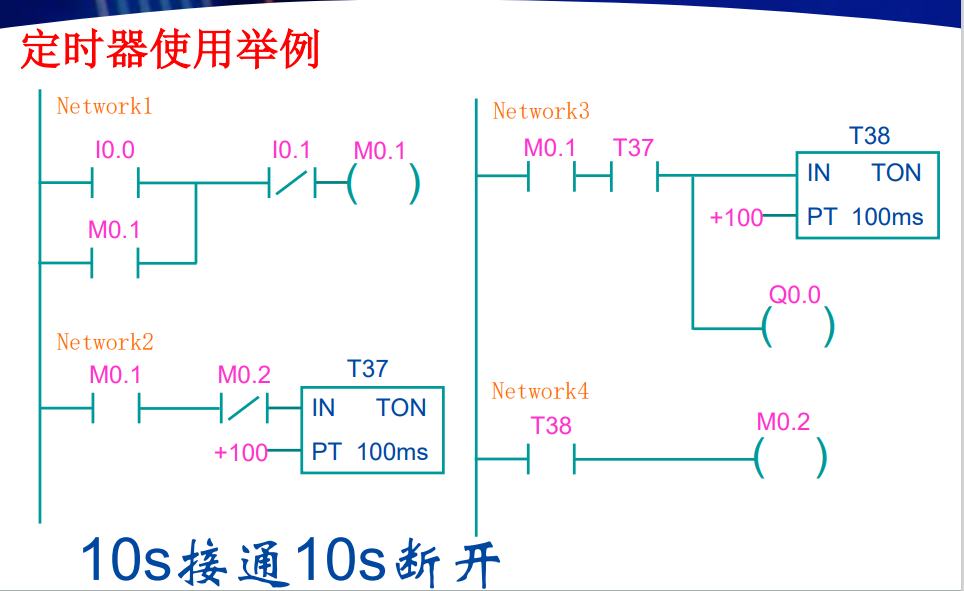 定时器使用举例
Network1
I0.0 I0.1 M0.1
M0.1
Network2
M0.1 M0.2 T37
IN TON
+100 PT 100ms
Network3
M0.1 T37 T38
IN TON
+100 PT 100ms
Q0.0
Network4
T38 M0.2
10s接通10s断开